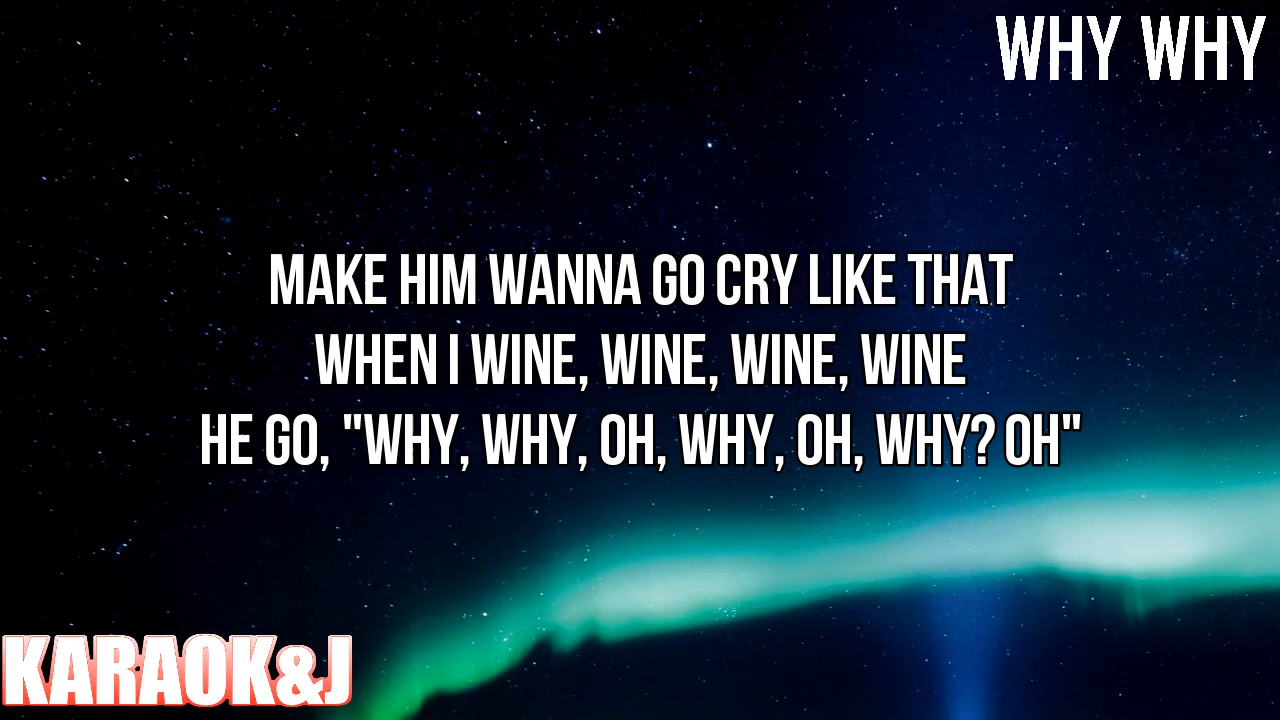 WHY WHY
MAKE HIM WANNA GO CRY LIKE THAT
WHEN I WINE, WINE, WINE, WINE
HE GO, "WHY, WHY, OH, WHY, OH, WHY? OH"
KARAOK&J